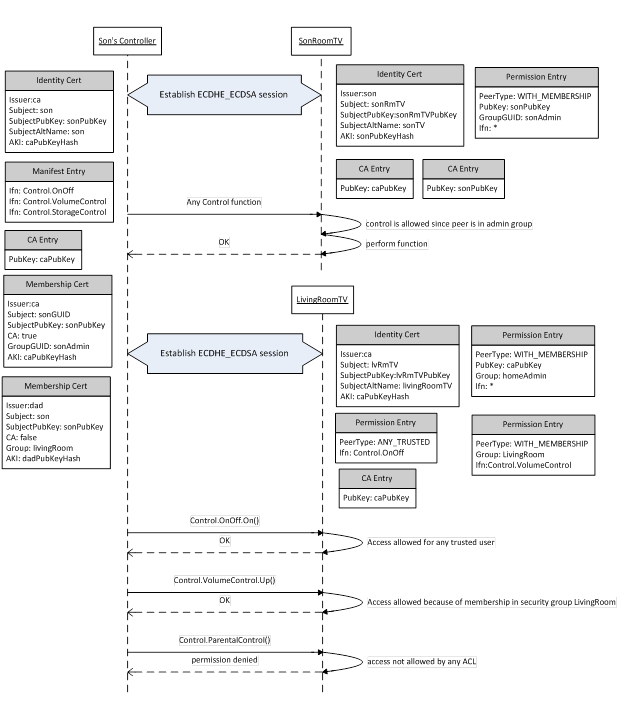 Son's Controller
SonRoomTV
Identity Cert
Issuer:ca
Subject: son
SubjectPubKey: sonPubKey
SubjectAltName: son
AKI: caPubKeyHash
Establish ECDHE_ECDSA session
Identity Cert
Issuer:son
Subject: sonRmTV
SubjectPubKey:sonRmTVPubKey
SubjectAltName: sonTV
AKI: sonPubKeyHash
Permission Entry
PeerType: WITH_MEMBERSHIP
PubKey: sonPubKey
GroupGUID: sonAdmin
Ifn: *
Manifest Entry
Ifn: Control.OnOff
Ifn: Control.VolumeControl
Ifn: Control.StorageControl
CA Entry
PubKey: caPubKey
CA Entry
PubKey: sonPubKey
Any Control function
control is allowed since peer is in admin group
OK
perform function
CA Entry
PubKey: caPubKey
Membership Cert
Issuer:ca
Subject: sonGUID
SubjectPubKey: sonPubKey
CA: true
GroupGUID: sonAdmin
AKI: caPubKeyHash
LivingRoomTV
Establish ECDHE_ECDSA session
Identity Cert
Issuer:ca
Subject: lvRmTV
SubjectPubKey:lvRmTVPubKey
SubjectAltName: livingRoomTV
AKI: caPubKeyHash
Permission Entry
PeerType: WITH_MEMBERSHIP
PubKey: caPubKey
Group: homeAdmin
Ifn: *
Membership Cert
Issuer:dad
Subject: son
SubjectPubKey: sonPubKey
CA: false
Group: livingRoom
AKI: dadPubKeyHash
Permission Entry
PeerType: ANY_TRUSTED
Ifn: Control.OnOff
Permission Entry
PeerType: WITH_MEMBERSHIP
Group: LivingRoom
Ifn:Control.VolumeControl
CA Entry
PubKey: caPubKey
Control.OnOff.On()
OK
Access allowed for any trusted user
Control.VolumeControl.Up()
OK
Access allowed because of membership in security group LivingRoom
Control.ParentalControl()
permission denied
access not allowed by any ACL